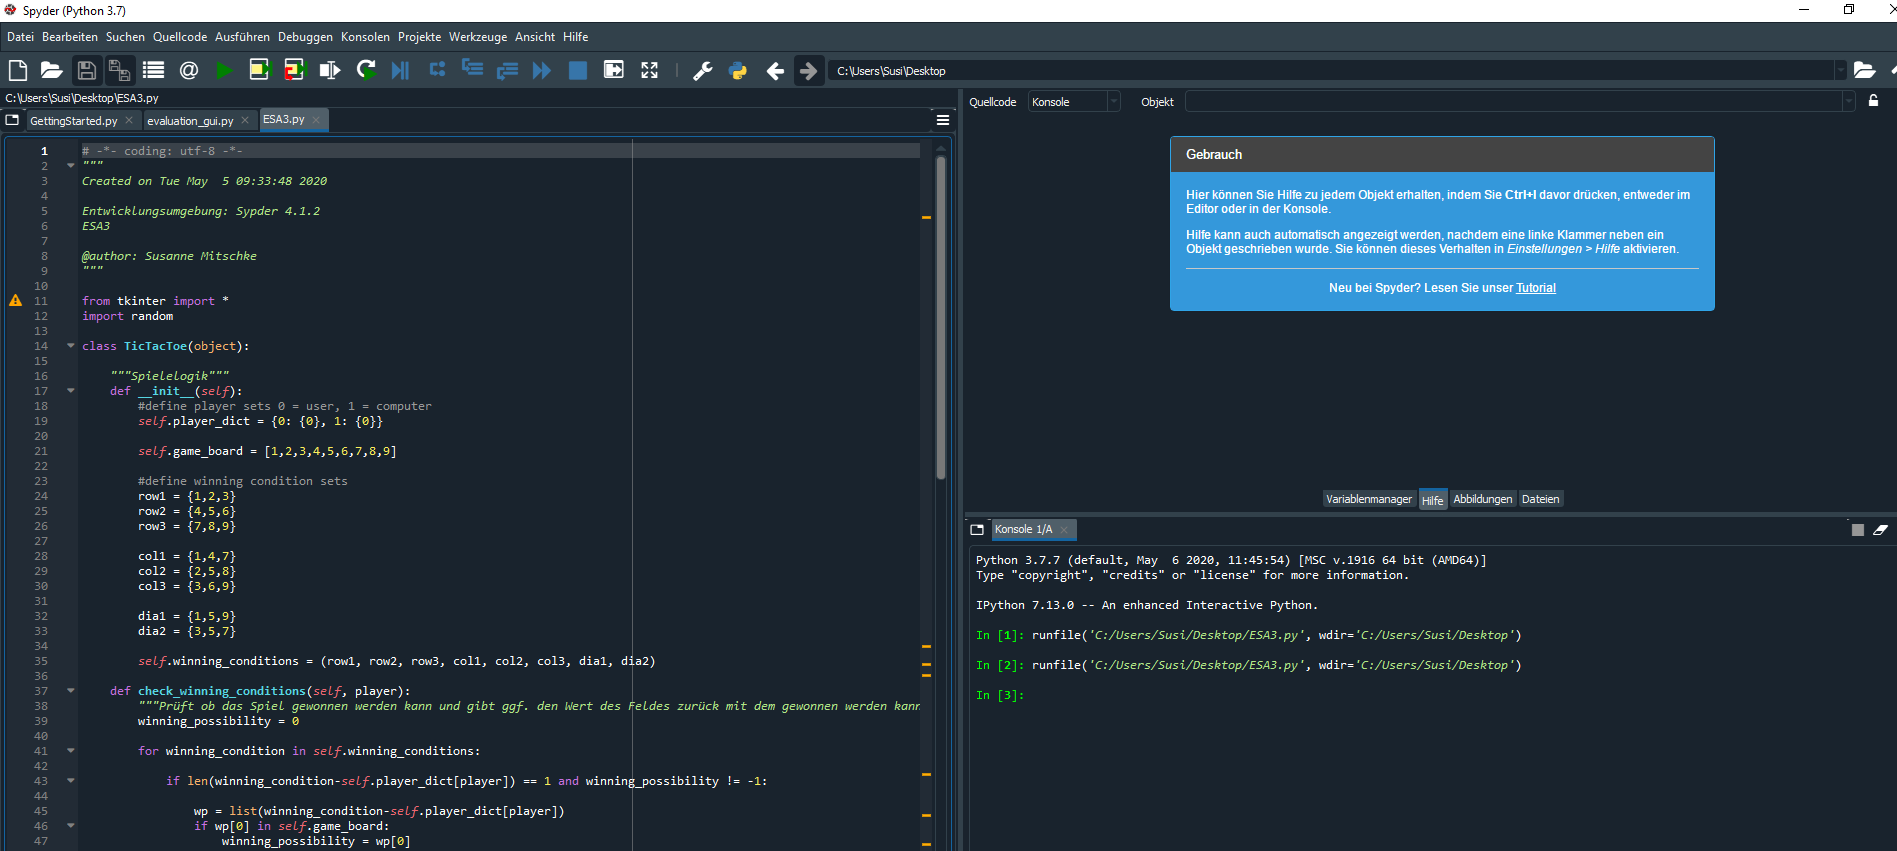 Spyder (Python 3.7)
Datei Bearbeiten Suchen Quellcode Ausführen Debuggen Konsolen Projekte Werkzeuge Ansicht Hilfe
C:\Users\Susi\Desktop
C:\Users\Susi\Desktop\ESA3.py
GettingStarted.py evaluation_gui.py ESA3.py
1 # -*- coding: utf-8 -*-
2 """
3 Created on Tue May  5 09:33:48 2020
4
5 Entwicklungsumgebung: Sypder 4.1.2
6 ESA3
7
8 @author: Susanne Mitschke
9 """
10
11 from tkinter import *
12 import random
13
14 class TicTacToe(object):
15
16     """Spielelogik"""
17     def __init__(self):
18         #define player sets 0 = user, 1 = computer
19         self.player_dict = {0: {0}, 1: {0}}
20
21         self.game_board = [1,2,3,4,5,6,7,8,9]
22
23         #define winning condition sets
24         row1 = {1,2,3}
25         row2 = {4,5,6}
26         row3 = {7,8,9}
27
28         col1 = {1,4,7}
29         col2 = {2,5,8}
30         col3 = {3,6,9}
31
32         dia1 = {1,5,9}
33         dia2 = {3,5,7}
34
35         self.winning_conditions = (row1, row2, row3, col1, col2, col3, dia1, dia2)
36
37     def check_winning_conditions(self, player):
38         """Prüft ob das Spiel gewonnen werden kann und gibt ggf. den Wert des Feldes zurück mit dem gewonnen werden kann
39         winning_possibility = 0
40
41         for winning_condition in self.winning_conditions:
42
43             if len(winning_condition-self.player_dict[player]) == 1 and winning_possibility != -1:
44
45                 wp = list(winning_condition-self.player_dict[player])
46                 if wp[0] in self.game_board:
47                     winning_possibility = wp[0]
Quellcode Konsole Objekt
Gebrauch
Hier können Sie Hilfe zu jedem Objekt erhalten, indem Sie Ctrl+I davor drücken, entweder im
Editor oder in der Konsole.
Hilfe kann auch automatisch angezeigt werden, nachdem eine linke Klammer neben ein
Objekt geschrieben wurde. Sie können dieses Verhalten in Einstellungen > Hilfe aktivieren.
Neu bei Spyder? Lesen Sie unser Tutorial
Variablenmanager Hilfe Abbildungen Dateien
Konsole 1/A
Python 3.7.7 (default, May  6 2020, 11:45:54) [MSC v.1916 64 bit (AMD64)]
Type "copyright", "credits" or "license" for more information.
IPython 7.13.0 -- An enhanced Interactive Python.
In [1]: runfile('C:/Users/Susi/Desktop/ESA3.py', wdir='C:/Users/Susi/Desktop')
In [2]: runfile('C:/Users/Susi/Desktop/ESA3.py', wdir='C:/Users/Susi/Desktop')
In [3]: